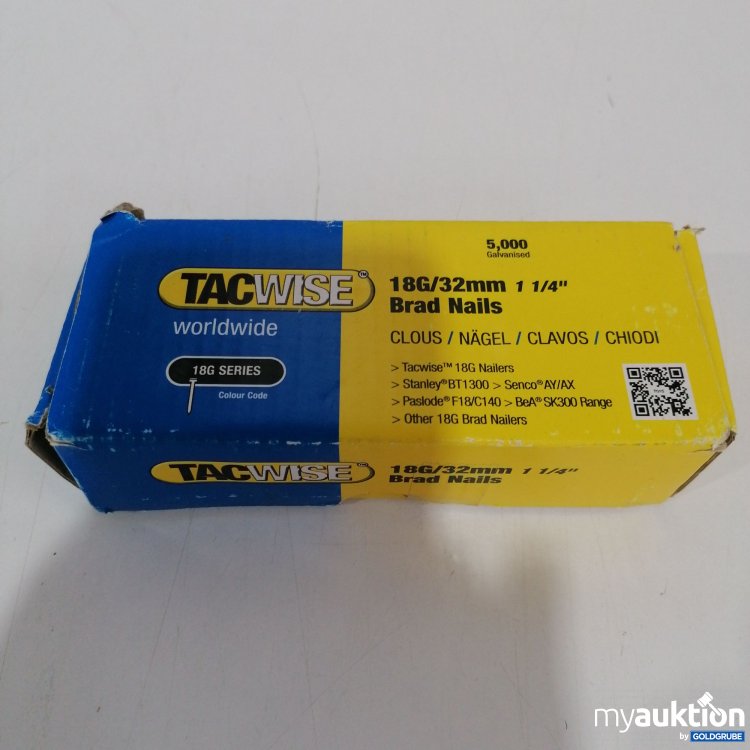 5,000
Galvanised
TACWISE™
worldwide
18G SERIES
Colour Code
18G/32mm 1 1/4"
Brad Nails
CLOUS / NÄGEL / CLAVOS / CHIODI
> Tacwise™ 18G Nailers
> Stanley® BT1300 > Senco® AY/AX
> Paslode® F18/C140 > BeA® SK300 Range
> Other 18G Brad Nailers
TACWISE™
18G/32mm 1 1/4"
Brad Nails
myauktion
by GOLDGRUBE